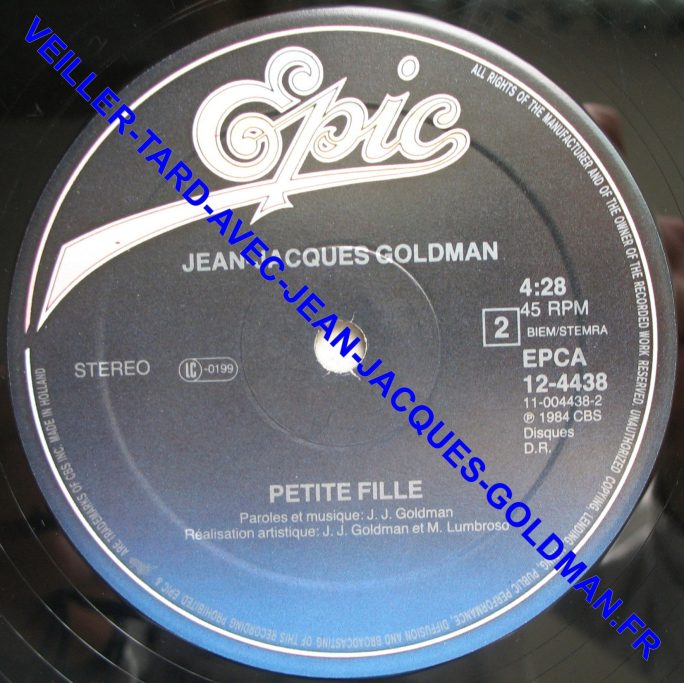 Epic
JEAN-JACQUES GOLDMAN
4:28
45 RPM
2
BIEM/STEMRA
EPCA
12-4438
11-004438-2
℗ 1984 CBS
Disques
D.R.
STEREO
LC-0199
PETITE FILLE
Paroles et musique: J. J. Goldman
Réalisation artistique: J. J. Goldman et M. Lumbroso
ALL RIGHTS OF THE MANUFACTURER AND OF THE OWNER OF THE RECORDED WORK RESERVED. UNAUTHORIZED COPYING, LENDING, PUBLIC PERFORMANCE, DIFFUSION AND BROADCASTING OF THIS RECORDING PROHIBITED EPIC & ARE TRADEMARKS OF CBS INC. MADE IN HOLLAND
VEILLER-TARD-AVEC-JEAN-JACQUES-GOLDMAN.FR